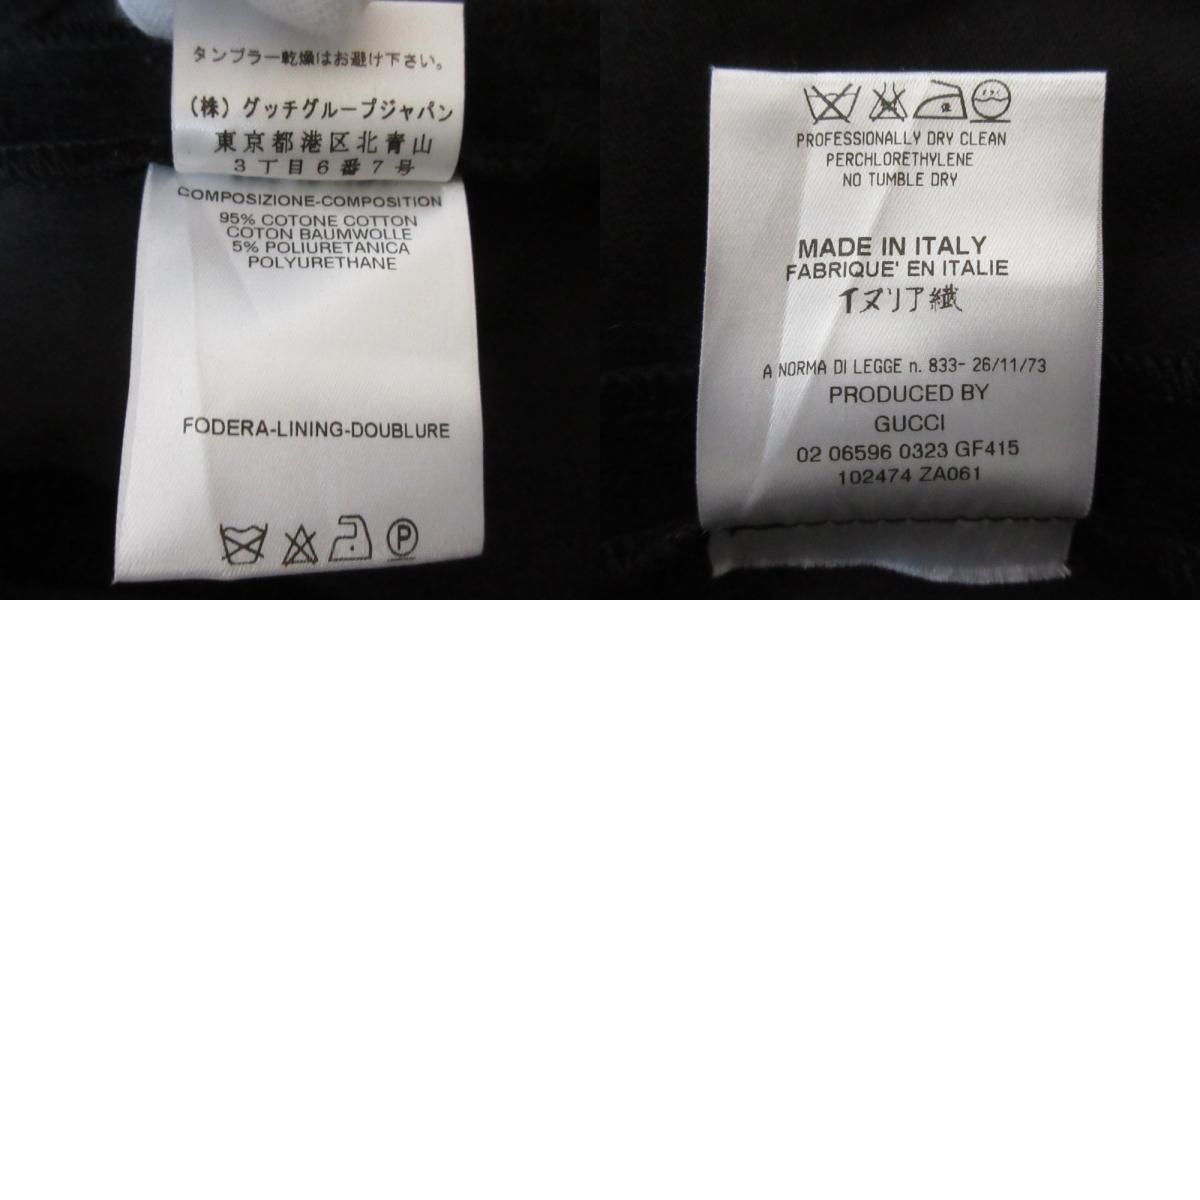 タンブラー乾燥はお避け下さい。
(株)グッチグループジャパン
東京都港区北青山
3丁目6番7号
COMPOSIZIONE-COMPOSITION
95% COTONE COTTON
COTON BAUMWOLLE
5% POLIURETANICA
POLYURETHANE
FODERA-LINING-DOUBLURE
P
PROFESSIONALLY DRY CLEAN
PERCHLORETHYLENE
NO TUMBLE DRY
MADE IN ITALY
FABRIQUE' EN ITALIE
イヌリア織
A NORMA DI LEGGE n. 833- 26/11/73
PRODUCED BY
GUCCI
02 06596 0323 GF415
102474 ZA061